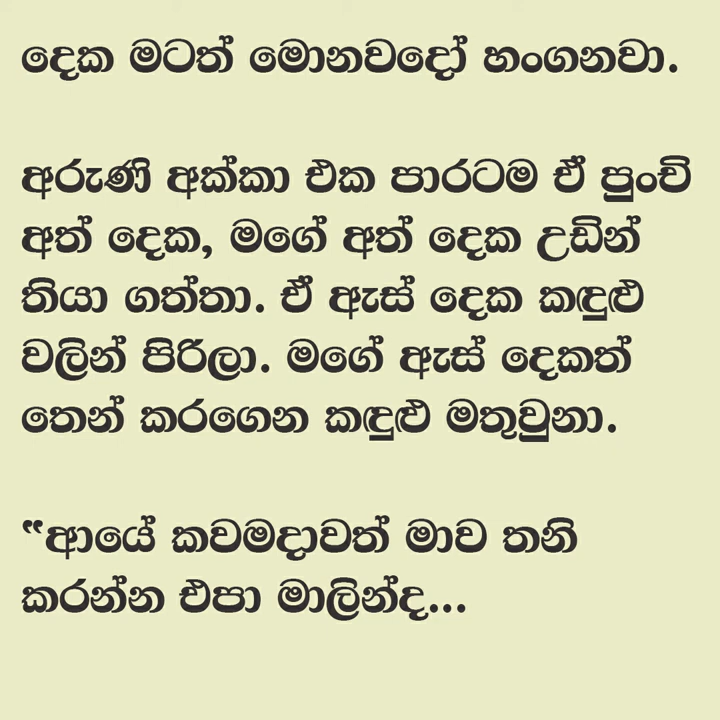 දෙක මටත් මොනවදෝ හංගනවා.
අරුණි අක්කා එක පාරටම ඒ පුංචි
අත් දෙක, මගේ අත් දෙක උඩින්
තියා ගත්තා. ඒ ඇස් දෙක කඳුළු
වලින් පිරිලා. මගේ ඇස් දෙකත්
තෙත් කරගෙන කඳුළු මතුවුනා.
“ආයේ කවමදාවත් මාව තනි
කරන්න එපා මාලින්ද...